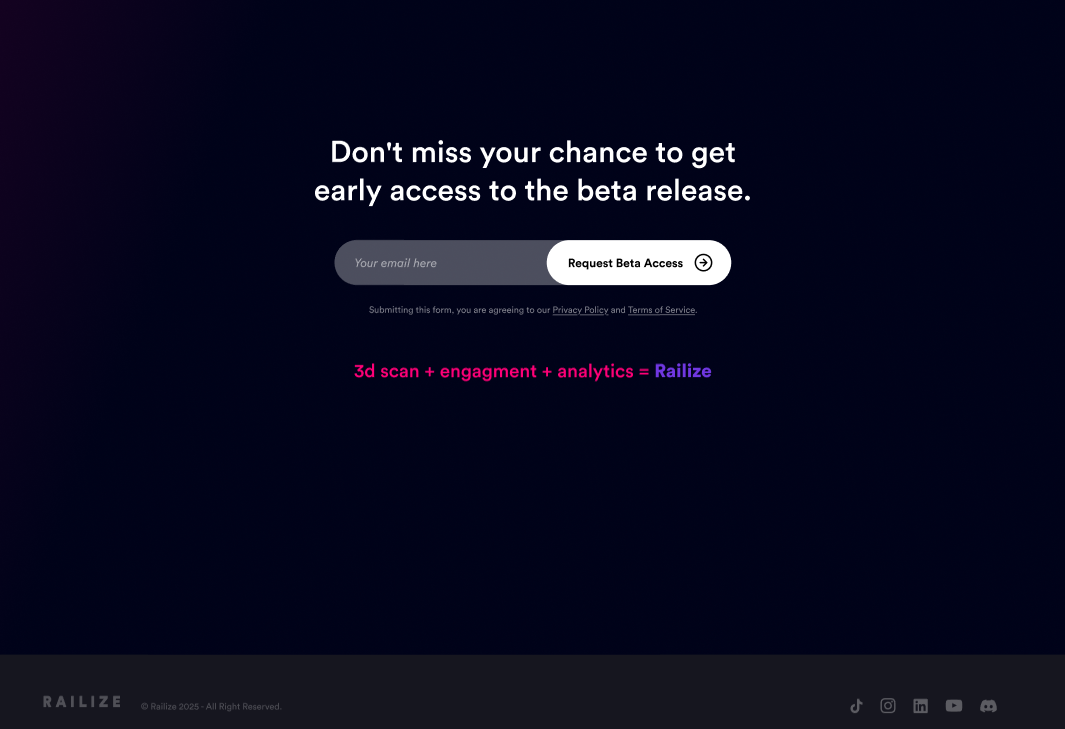 Don't miss your chance to get
early access to the beta release.
Your email here
Request Beta Access
Submitting this form, you are agreeing to our Privacy Policy and Terms of Service.
3d scan + engagment + analytics = Railize
RAILIZE
© Railize 2025 - All Right Reserved.